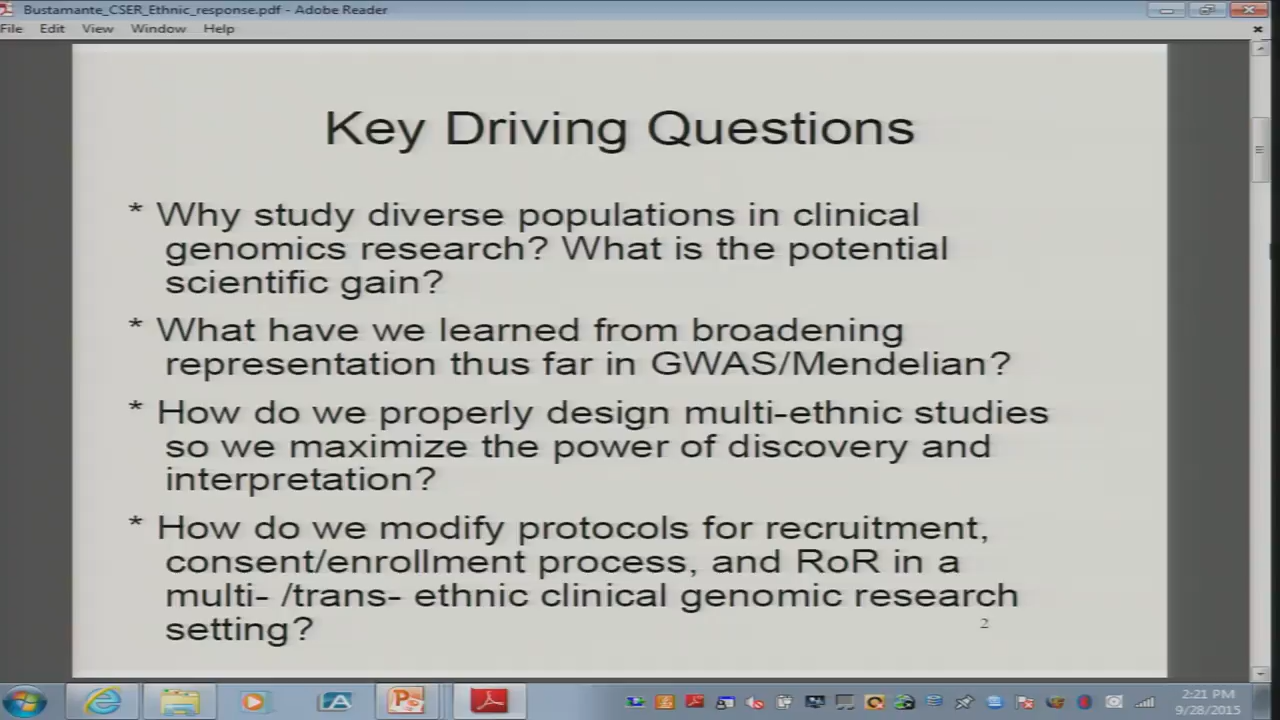 Bustamante_CSER_Ethnic_response.pdf - Adobe Reader
File Edit View Window Help
Key Driving Questions
* Why study diverse populations in clinical
genomics research? What is the potential
scientific gain?
* What have we learned from broadening
representation thus far in GWAS/Mendelian?
* How do we properly design multi-ethnic studies
so we maximize the power of discovery and
interpretation?
* How do we modify protocols for recruitment,
consent/enrollment process, and RoR in a
multi- /trans- ethnic clinical genomic research
setting?
2
2:21 PM
9/28/2015